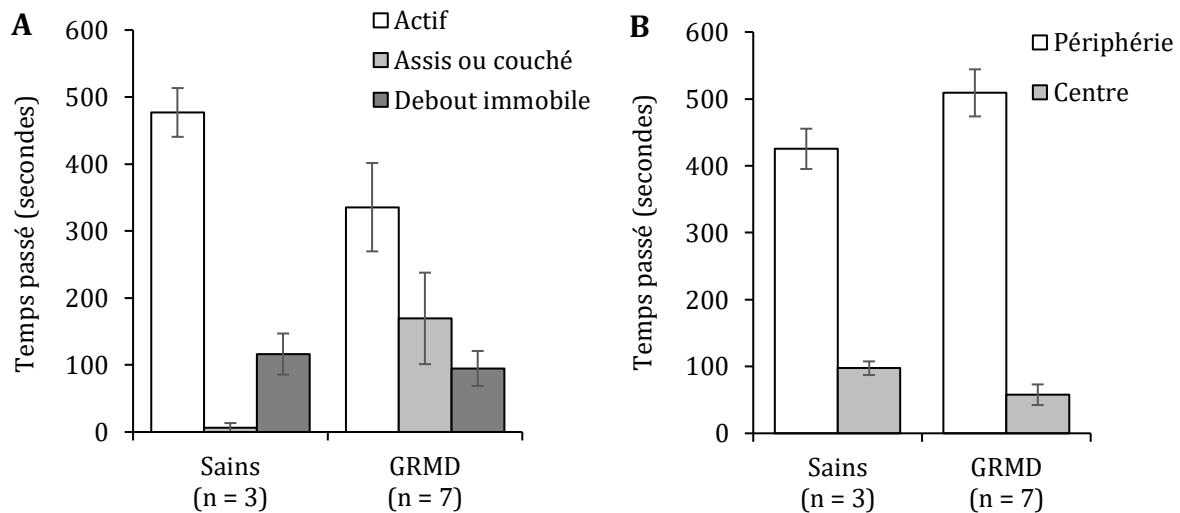 A
Temps passé (secondes)
600
500
400
300
200
100
0
Actif
Assis ou couché
Debout immobile
Sains
(n = 3)
GRMD
(n = 7)
B
Temps passé (secondes)
600
500
400
300
200
100
0
Périphérie
Centre
Sains
(n = 3)
GRMD
(n = 7)